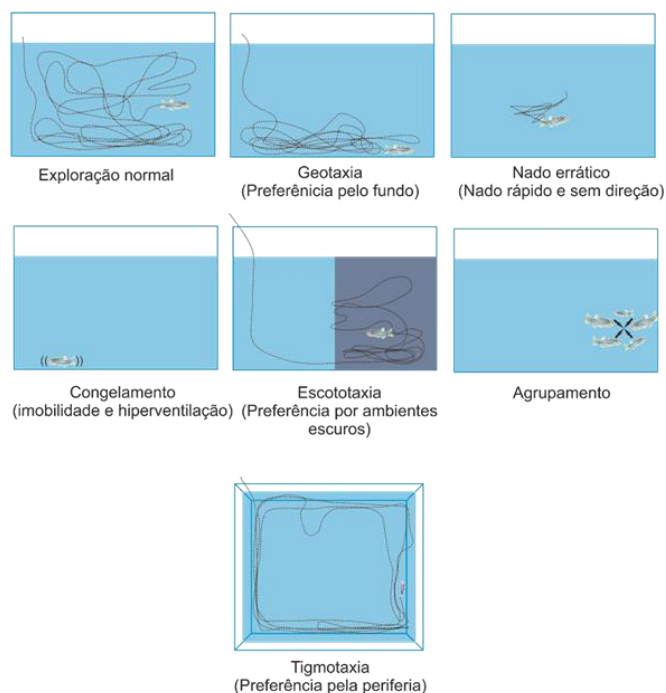 Exploração normal
Geotaxia
(Preferênicia pelo fundo)
Nado errático
(Nado rápido e sem direção)
Congelamento
(imobilidade e hiperventilação)
Escototaxia
(Preferência por ambientes
escuros)
Agrupamento
Tigmotaxia
(Preferência pela periferia)